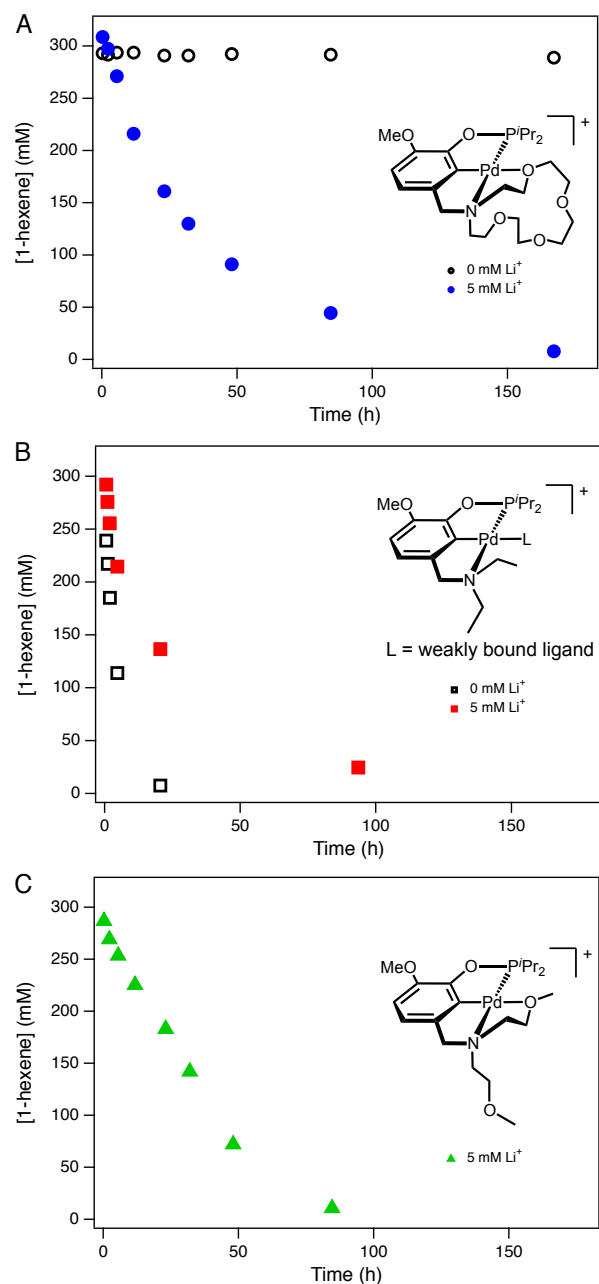 A
[1-hexene] (mM)
300
250
200
150
100
50
0
0
50
100
150
Time (h)
MeO
O
PⁱPr₂
+
Pd
O
N
O
O
O
O
0 mM Li⁺
5 mM Li⁺
B
[1-hexene] (mM)
300
250
200
150
100
50
0
0
50
100
150
Time (h)
MeO
O
PⁱPr₂
+
Pd
L
N
L = weakly bound ligand
0 mM Li⁺
5 mM Li⁺
C
[1-hexene] (mM)
300
250
200
150
100
50
0
0
50
100
150
Time (h)
MeO
O
PⁱPr₂
+
Pd
O
N
O
5 mM Li⁺